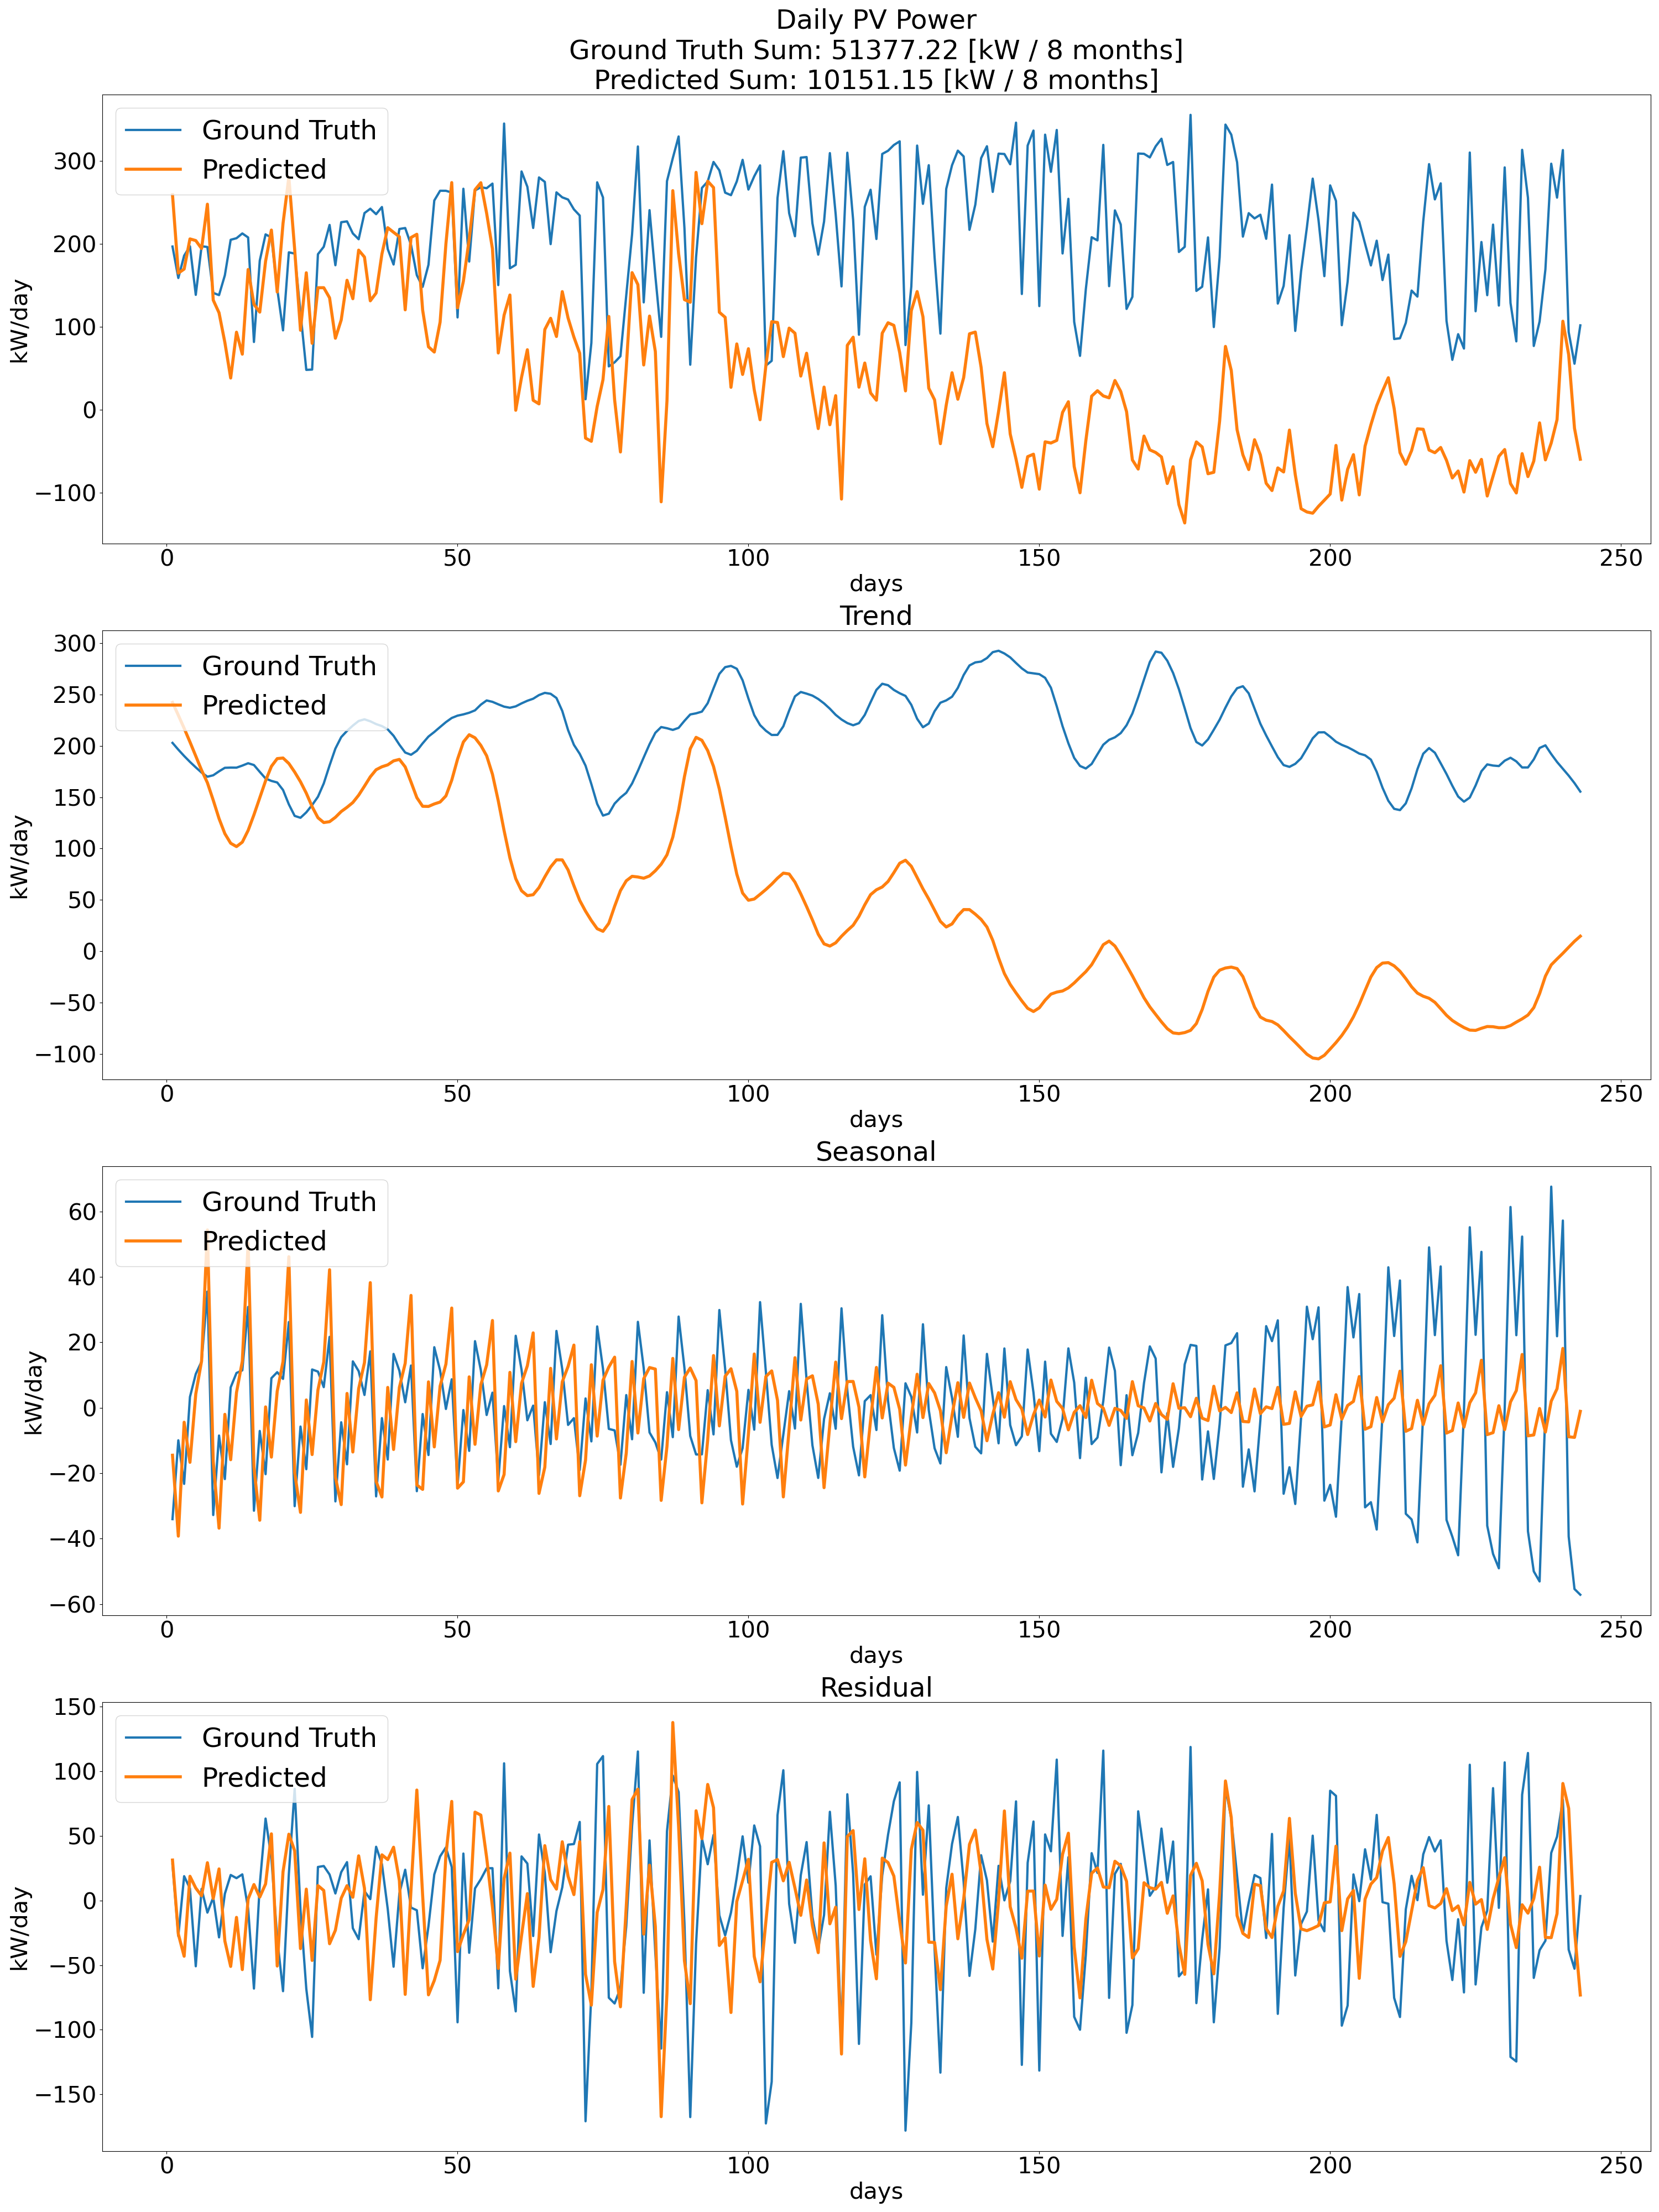 Daily PV Power
Ground Truth Sum: 51377.22 [kW / 8 months]
Predicted Sum: 10151.15 [kW / 8 months]
Ground Truth
Predicted
300
200
100
0
−100
kW/day
0 50 100 150 200 250
days
Trend
Ground Truth
Predicted
300
250
200
150
100
50
0
−50
−100
kW/day
0 50 100 150 200 250
days
Seasonal
Ground Truth
Predicted
60
40
20
0
−20
−40
−60
kW/day
0 50 100 150 200 250
days
Residual
Ground Truth
Predicted
150
100
50
0
−50
−100
−150
kW/day
0 50 100 150 200 250
days